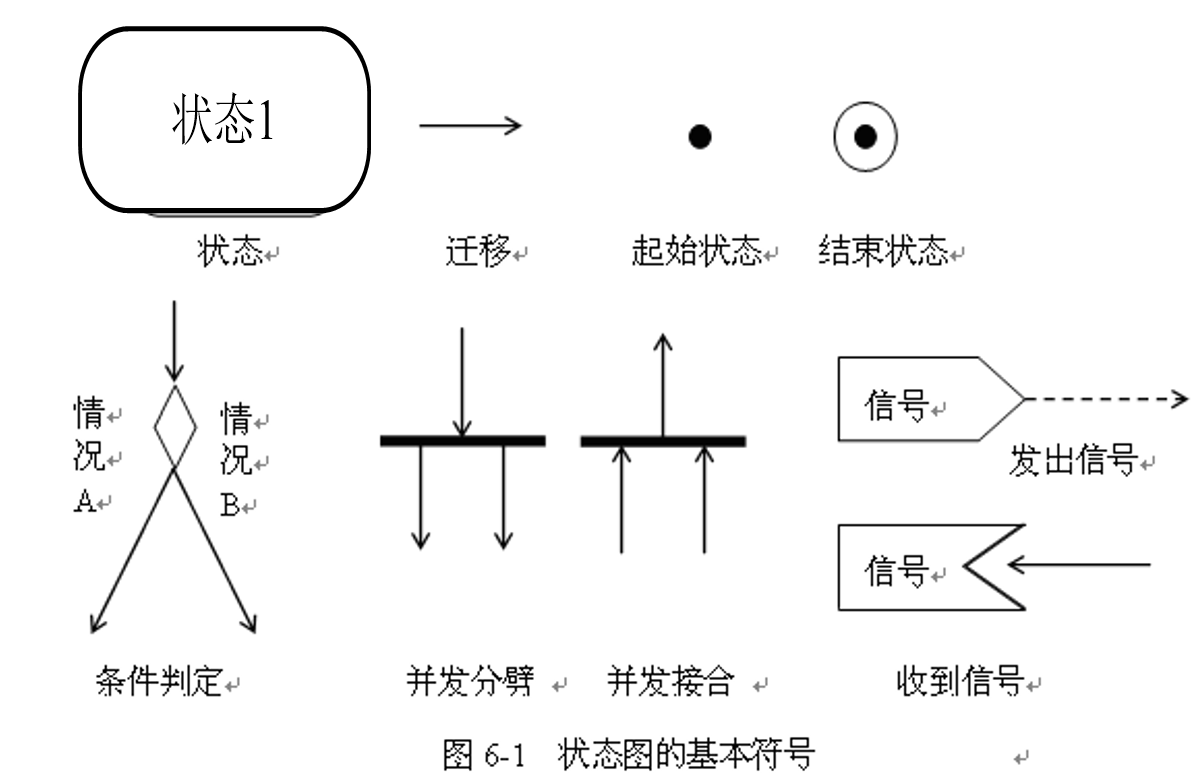 状态1
状态
迁移
起始状态
结束状态
情
况
A
情
况
B
信号
发出信号
信号
条件判定
并发分劈
并发接合
收到信号
图 6-1 状态图的基本符号